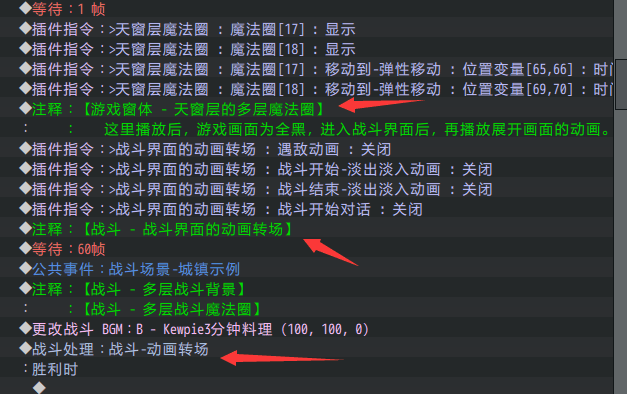 ◆等待：1 帧
◆插件指令：>天窗层魔法圈 : 魔法圈[17] : 显示
◆插件指令：>天窗层魔法圈 : 魔法圈[18] : 显示
◆插件指令：>天窗层魔法圈 : 魔法圈[17] : 移动到-弹性移动 : 位置变量[65,66] : 时
◆插件指令：>天窗层魔法圈 : 魔法圈[18] : 移动到-弹性移动 : 位置变量[69,70] : 时
◆注释：【游戏窗体 - 天窗层的多层魔法圈】
：　　：　　这里播放后，游戏画面为全黑，进入战斗界面后，再播放展开画面的动画。
◆插件指令：>战斗界面的动画转场 : 遇敌动画 : 关闭
◆插件指令：>战斗界面的动画转场 : 战斗开始-淡出淡入动画 : 关闭
◆插件指令：>战斗界面的动画转场 : 战斗结束-淡出淡入动画 : 关闭
◆插件指令：>战斗界面的动画转场 : 战斗开始对话 : 关闭
◆注释：【战斗 - 战斗界面的动画转场】
◆等待：60帧
◆公共事件：战斗场景-城镇示例
◆注释：【战斗 - 多层战斗背景】
：　　：【战斗 - 多层战斗魔法圈】
◆更改战斗 BGM：B - Kewpie3分钟料理 (100, 100, 0)
◆战斗处理：战斗-动画转场
：胜利时
◆